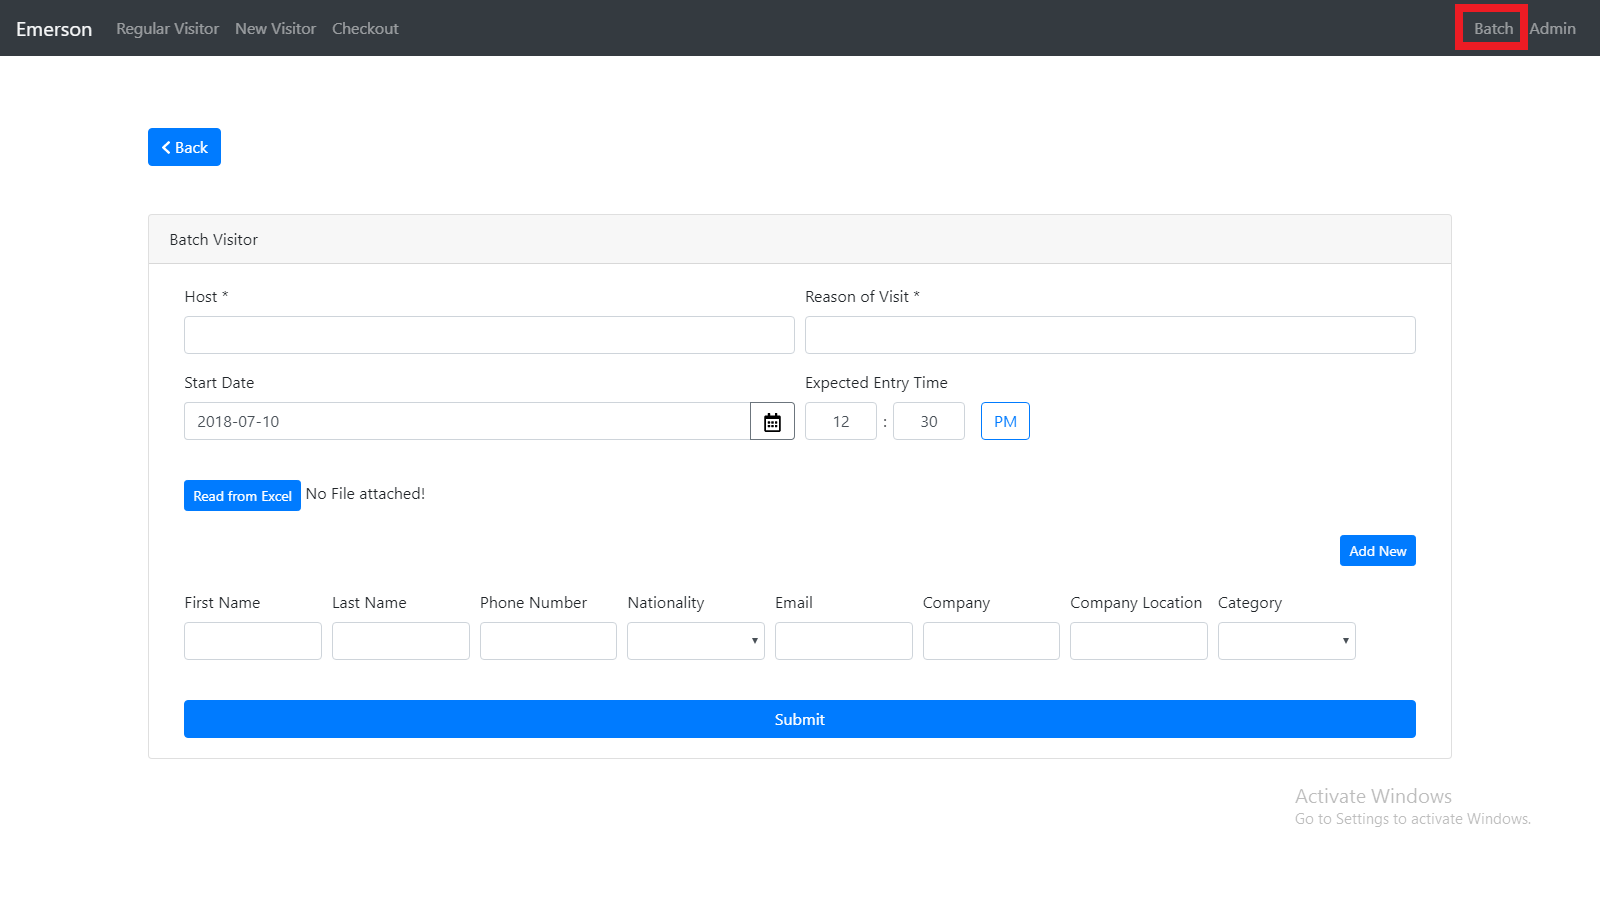 Emerson Regular Visitor New Visitor Checkout Batch Admin
Back
Batch Visitor
Host * Reason of Visit *
Start Date Expected Entry Time
2018-07-10 12 : 30 PM
Read from Excel No File attached!
Add New
First Name Last Name Phone Number Nationality Email Company Company Location Category
Submit
Activate Windows
Go to Settings to activate Windows.